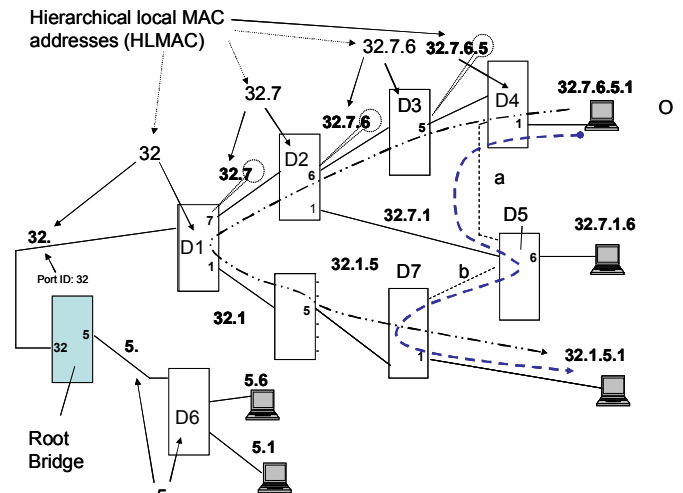 Hierarchical local MAC
addresses (HLMAC)
32.7.6
32.7.6.5
32.7.6.5.1
O
D3
D4
5
1
32.7
D2
32.7.6
6
1
a
32
32.7
7
D1
1
32.7.1
D5
6
32.7.1.6
32.
Port ID: 32
32.1
32.1.5
5
D7
b
1
32.1.5.1
32
5
5.
D6
5.6
5.1
Root
Bridge
5